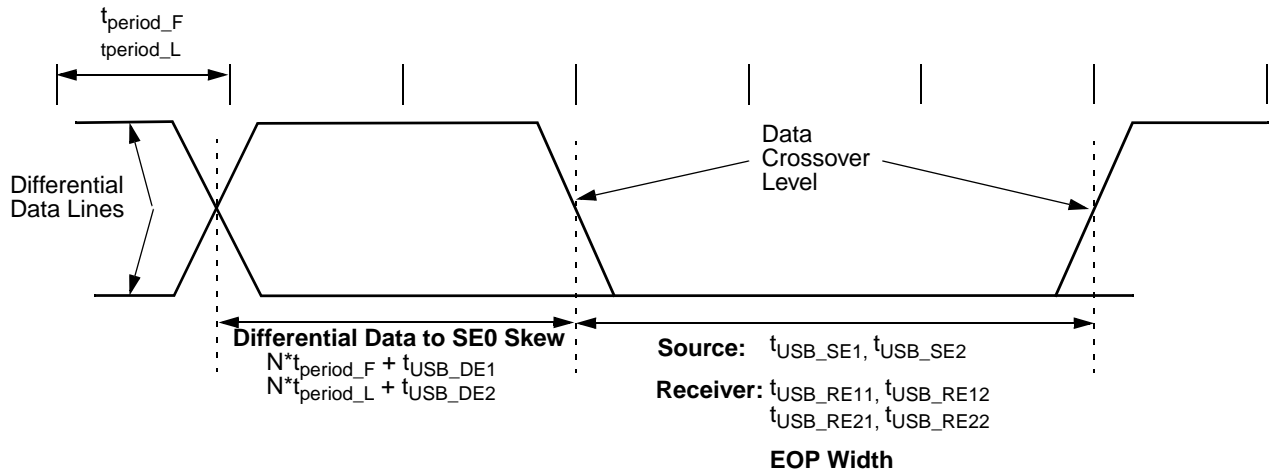 tperiod_F
tperiod_L
Differential
Data Lines
Data
Crossover
Level
Differential Data to SE0 Skew
N*tperiod_F + tUSB_DE1
N*tperiod_L + tUSB_DE2
Source: tUSB_SE1, tUSB_SE2
Receiver: tUSB_RE11, tUSB_RE12
tUSB_RE21, tUSB_RE22
EOP Width